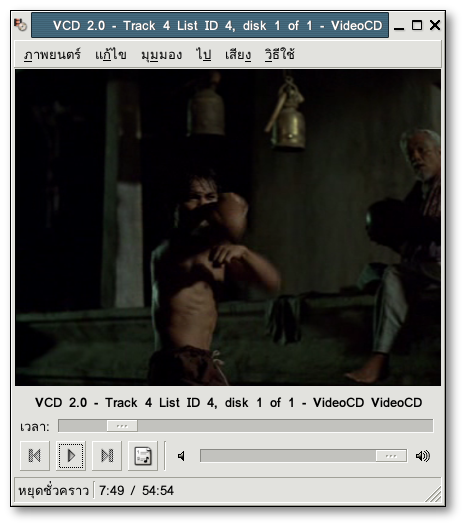 VCD 2.0 - Track 4 List ID 4, disk 1 of 1 - VideoCD
ภาพยนตร์ แก้ไข มุมมอง ไป เสียง วิธีใช้
VCD 2.0 - Track 4 List ID 4, disk 1 of 1 - VideoCD VideoCD
เวลา:
หยุดชั่วคราว 7:49 / 54:54